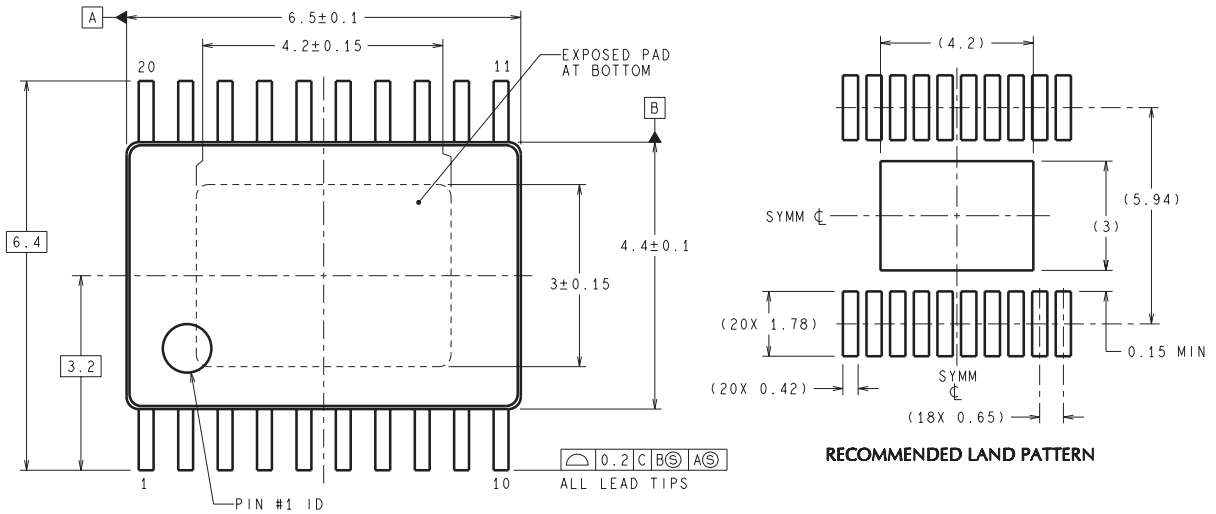 A
6.5±0.1
4.2±0.15
EXPOSED PAD
AT BOTTOM
20
11
B
6.4
3.2
4.4±0.1
3±0.15
1
10
PIN #1 ID
⌓ 0.2 C BⓈ AⓈ
ALL LEAD TIPS
(4.2)
SYMM ℄
(5.94)
(3)
(20X 1.78)
0.15 MIN
(20X 0.42)
SYMM
℄
(18X 0.65)
RECOMMENDED LAND PATTERN